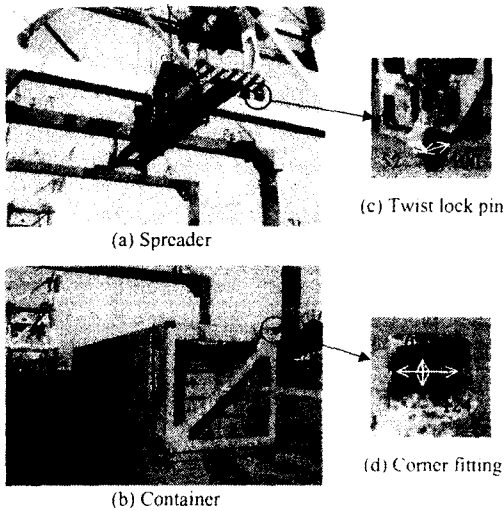 (a) Spreader
(c) Twist lock pin
(b) Container
(d) Corner fitting